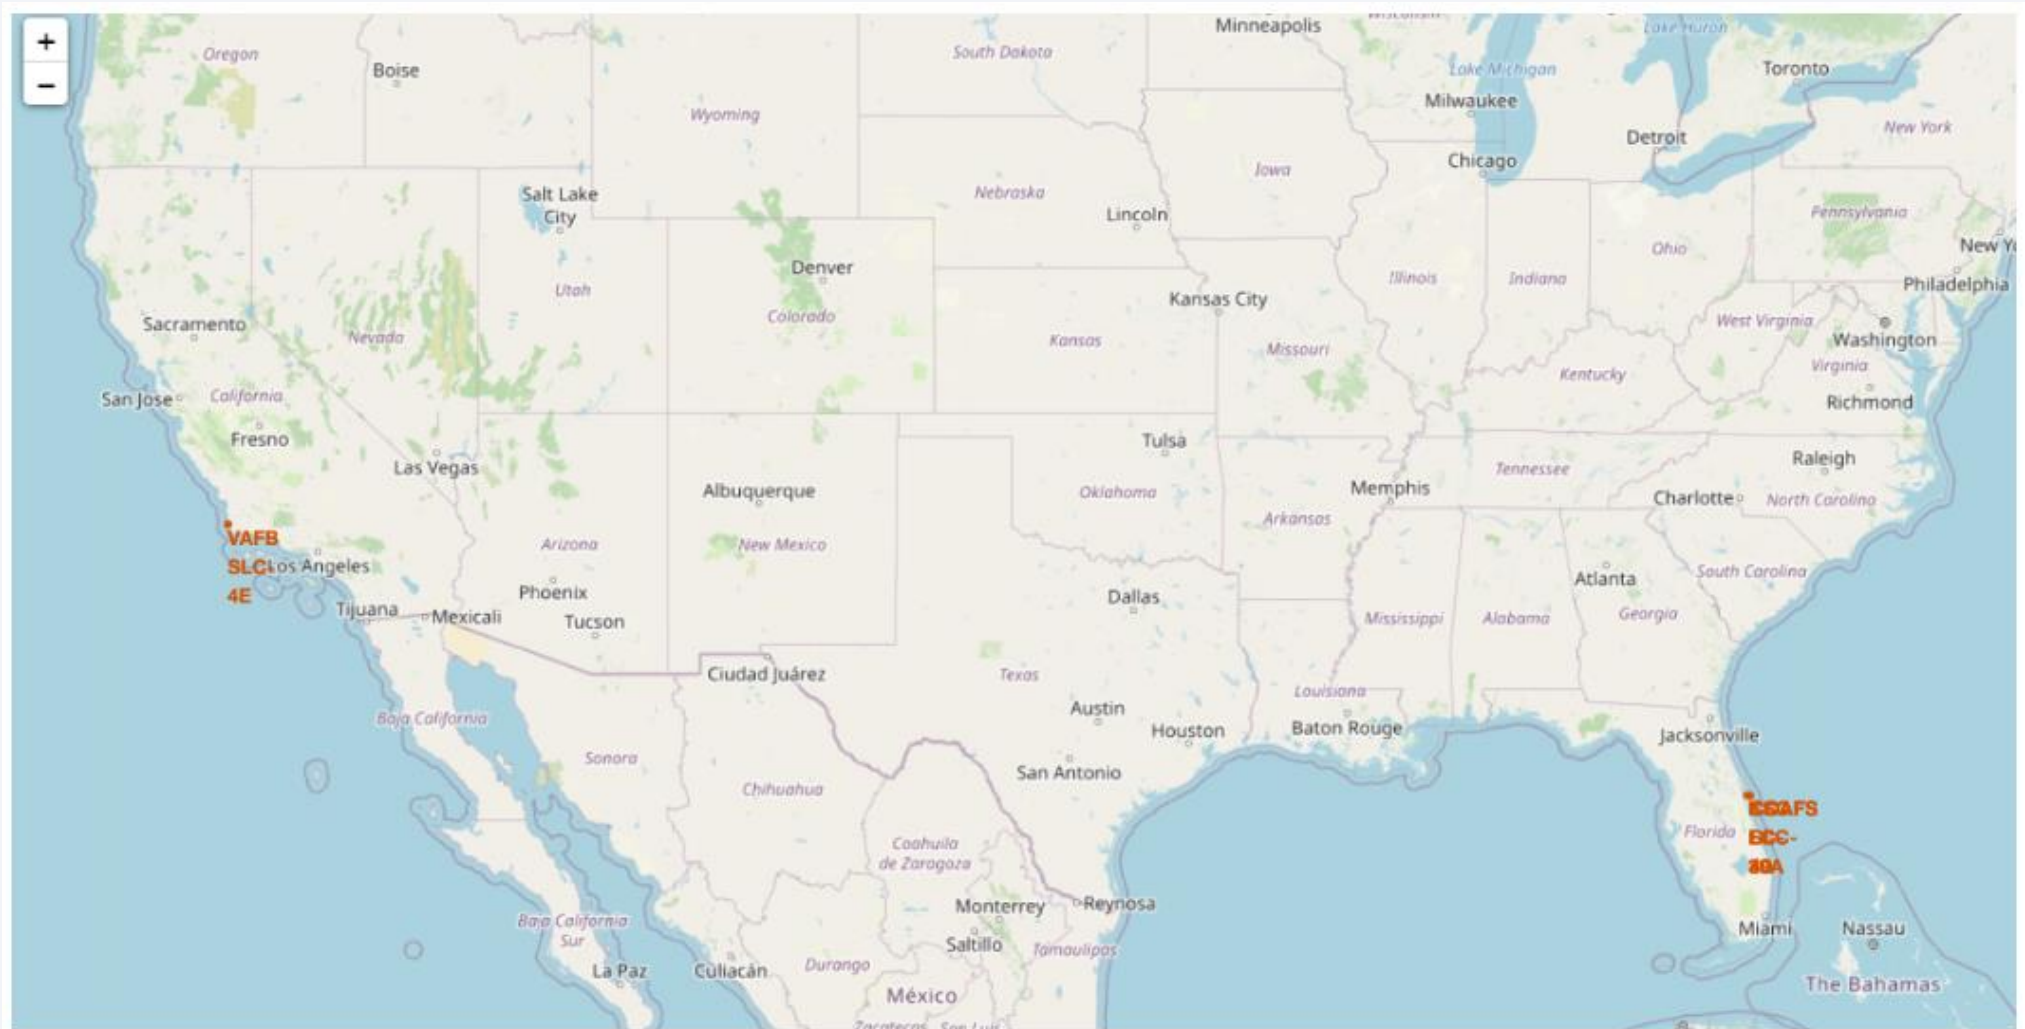 +
−
Oregon
Boise
South Dakota
Minneapolis
Wisconsin
Lake Michigan
Lake Huron
Toronto
Wyoming
Milwaukee
Detroit
New York
Chicago
Iowa
Nebraska
Salt Lake
City
Lincoln
Pennsylvania
Ohio
New Y
Denver
Illinois
Indiana
Philadelphia
Utah
Kansas City
Colorado
Sacramento
Nevada
Kansas
Missouri
West Virginia
Washington
Virginia
Kentucky
San Jose
California
Richmond
Fresno
Las Vegas
Tulsa
Tennessee
Raleigh
Albuquerque
Oklahoma
Memphis
Charlotte
North Carolina
Arkansas
VAFB
SLC-
4E
Los Angeles
Arizona
New Mexico
Atlanta
South Carolina
Phoenix
Dallas
Tijuana
Mexicali
Tucson
Mississippi
Alabama
Georgia
Ciudad Juárez
Texas
Louisiana
Baja California
Austin
Houston
Baton Rouge
Jacksonville
Sonora
San Antonio
Chihuahua
Florida
Coahuila
de Zaragoza
Monterrey
Reynosa
Baja California
Sur
Saltillo
Tamaulipas
Miami
Nassau
La Paz
Culiacán
Durango
México
The Bahamas
Zacatecas
San Luis